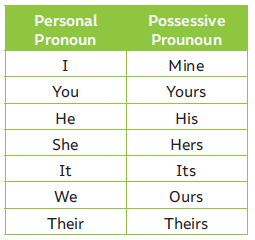 Personal Pronoun Possessive Prounoun
I Mine
You Yours
He His
She Hers
It Its
We Ours
Their Theirs